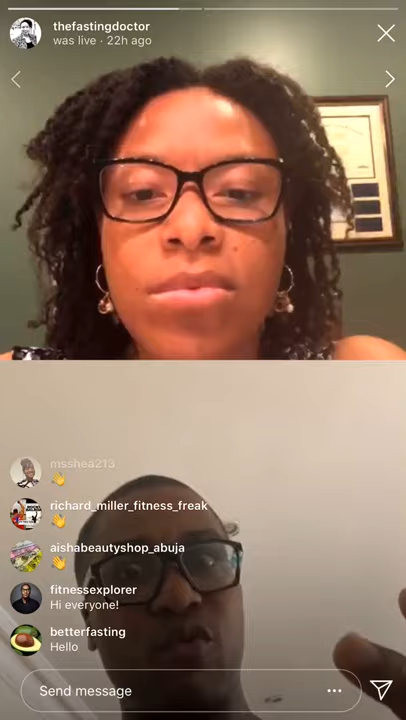 thefastingdoctor
was live · 22h ago
msshea213
👋
richard_miller_fitness_freak
👋
aishabeautyshop_abuja
👋
fitnessexplorer
Hi everyone!
betterfasting
Hello
Send message